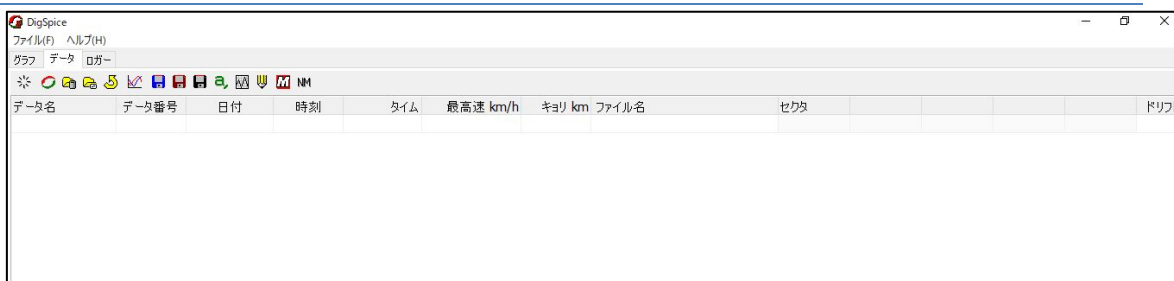 DigSpice
ファイル(F) ヘルプ(H)
グラフ データ ロガー
a, M NM
データ名 データ番号 日付 時刻 タイム 最高速 km/h キョリ km ファイル名 セクタ ドリフ